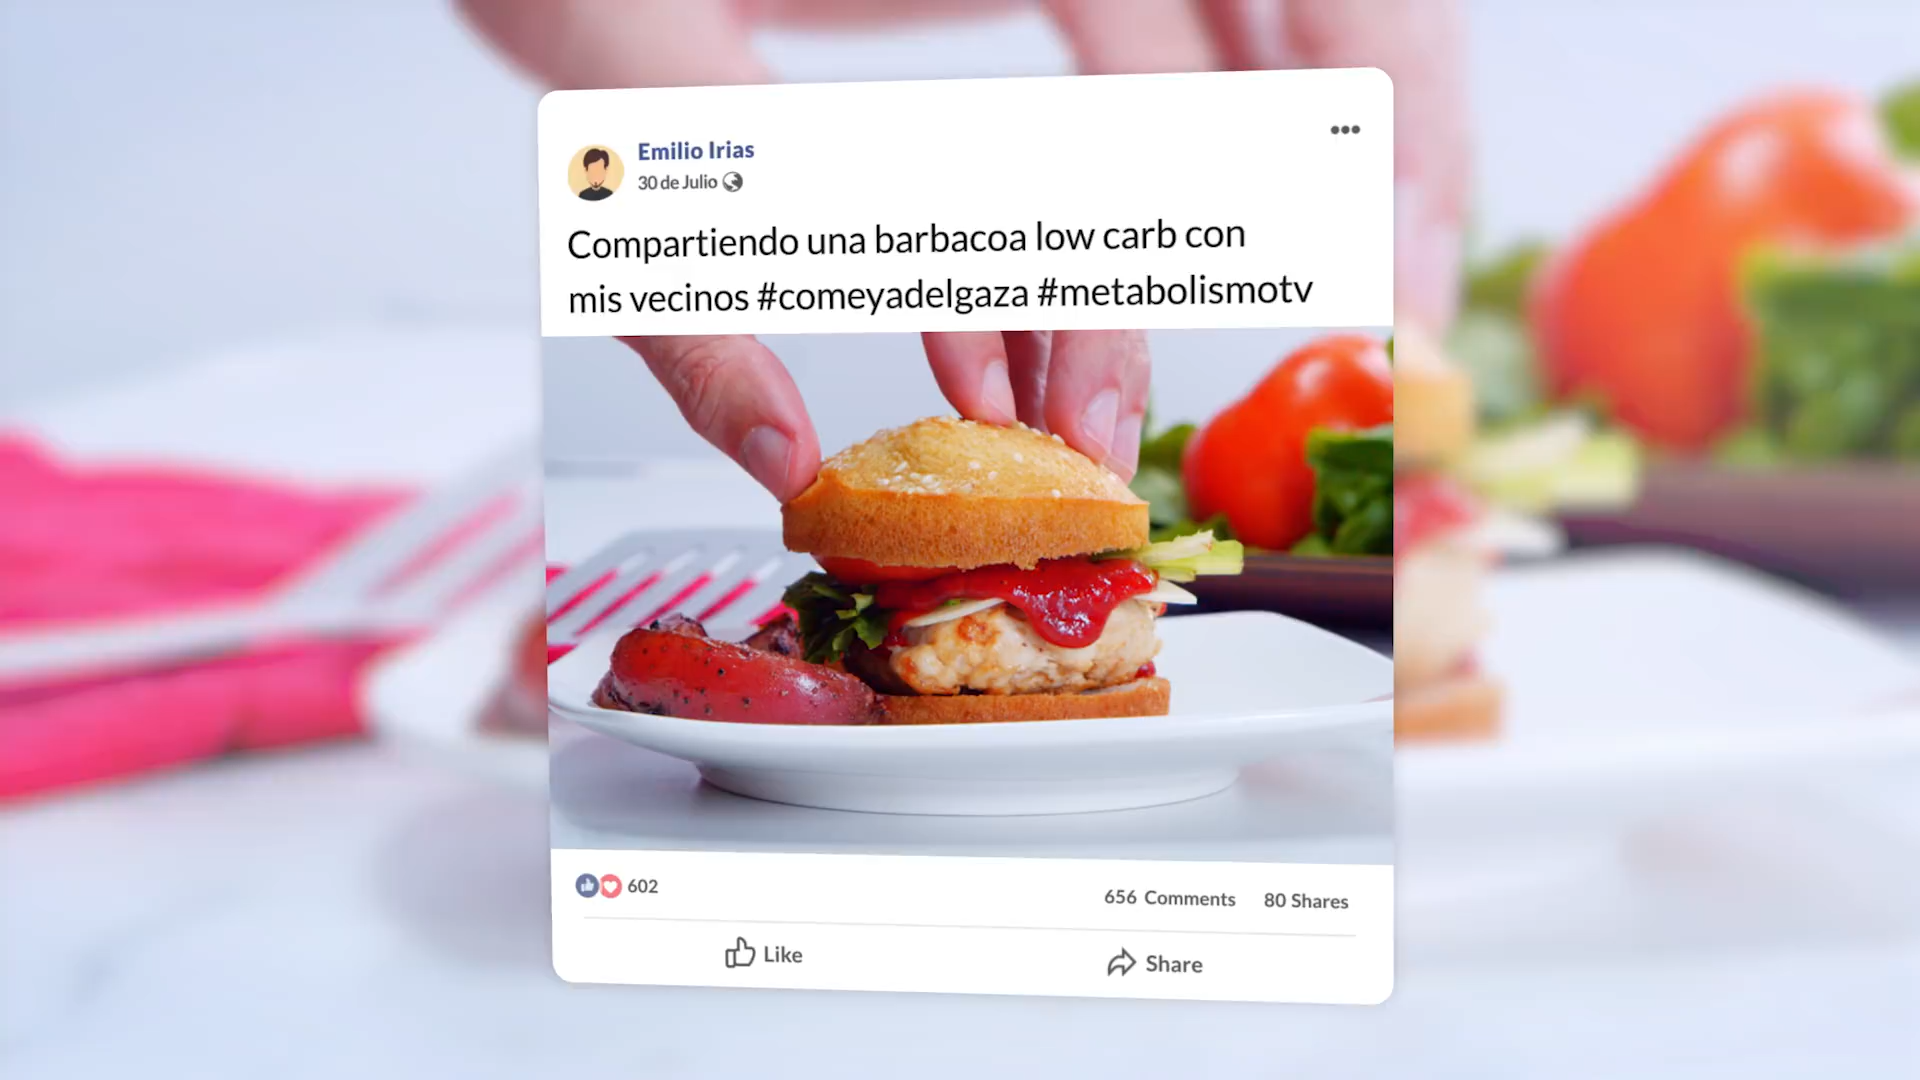 Emilio Irias
30 de Julio
Compartiendo una barbacoa low carb con
mis vecinos #comeyadelgaza #metabolismotv
602
656 Comments 80 Shares
Like
Share